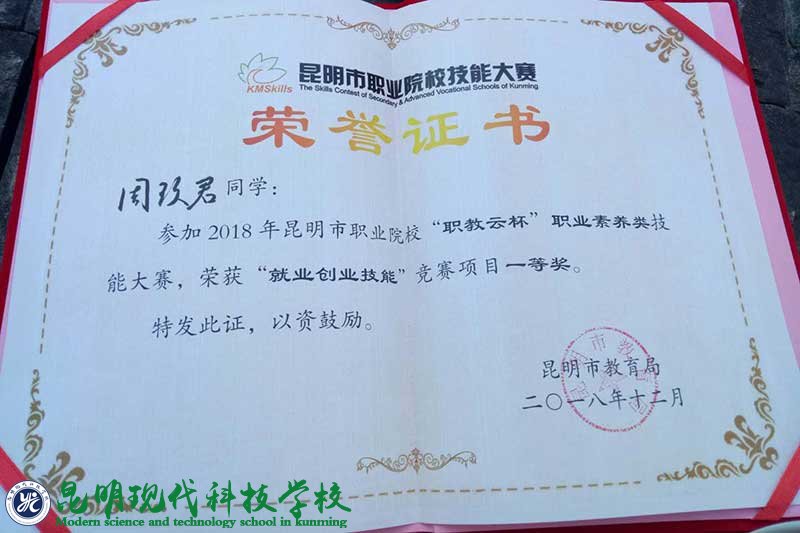 KMSkills
昆明市职业院校技能大赛
The Skills Contest of Secondary & Advanced Vocational Schools of Kunming
荣誉证书
周玖君同学：
参加2018年昆明市职业院校“职教云杯”职业素养类技
能大赛，荣获“就业创业技能”竞赛项目一等奖。
特发此证，以资鼓励。
昆明市教育局
二〇一八年十二月
昆明现代科技学校
Modern science and technology school in kunming